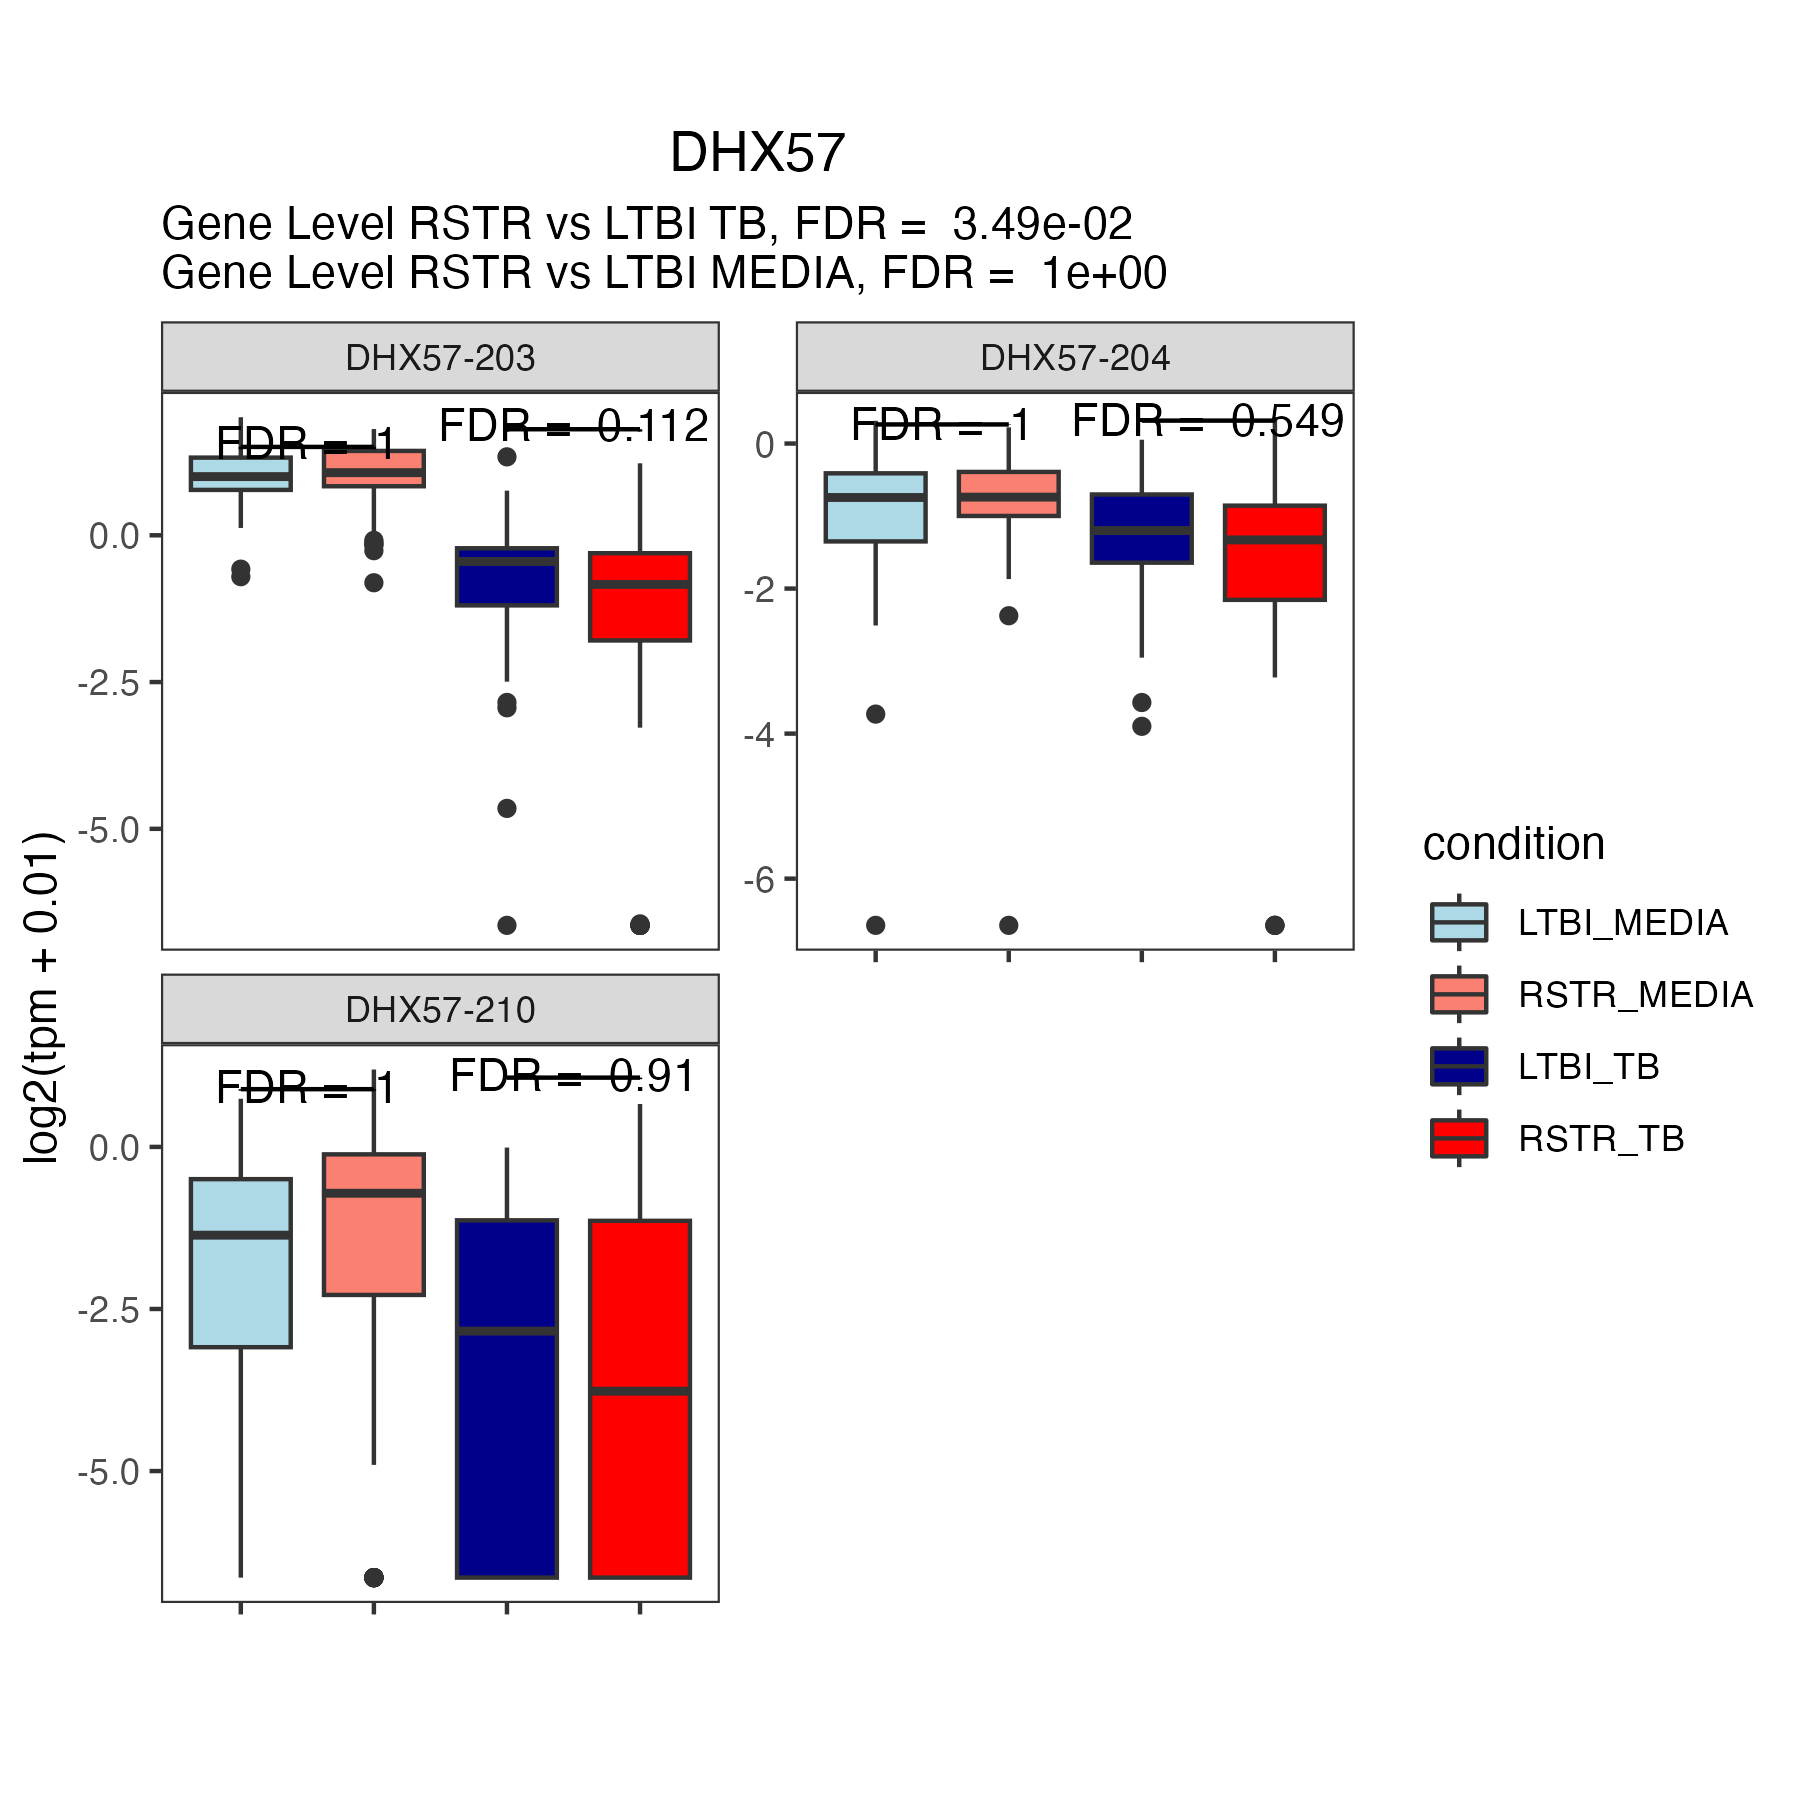 DHX57
Gene Level RSTR vs LTBI TB, FDR =  3.49e-02
Gene Level RSTR vs LTBI MEDIA, FDR =  1e+00
DHX57-203
FDR =  1
FDR =  0.112
0.0
-2.5
-5.0
DHX57-204
FDR =  1
FDR =  0.549
0
-2
-4
-6
DHX57-210
FDR =  1
FDR =  0.91
0.0
-2.5
-5.0
log2(tpm + 0.01)
condition
LTBI_MEDIA
RSTR_MEDIA
LTBI_TB
RSTR_TB